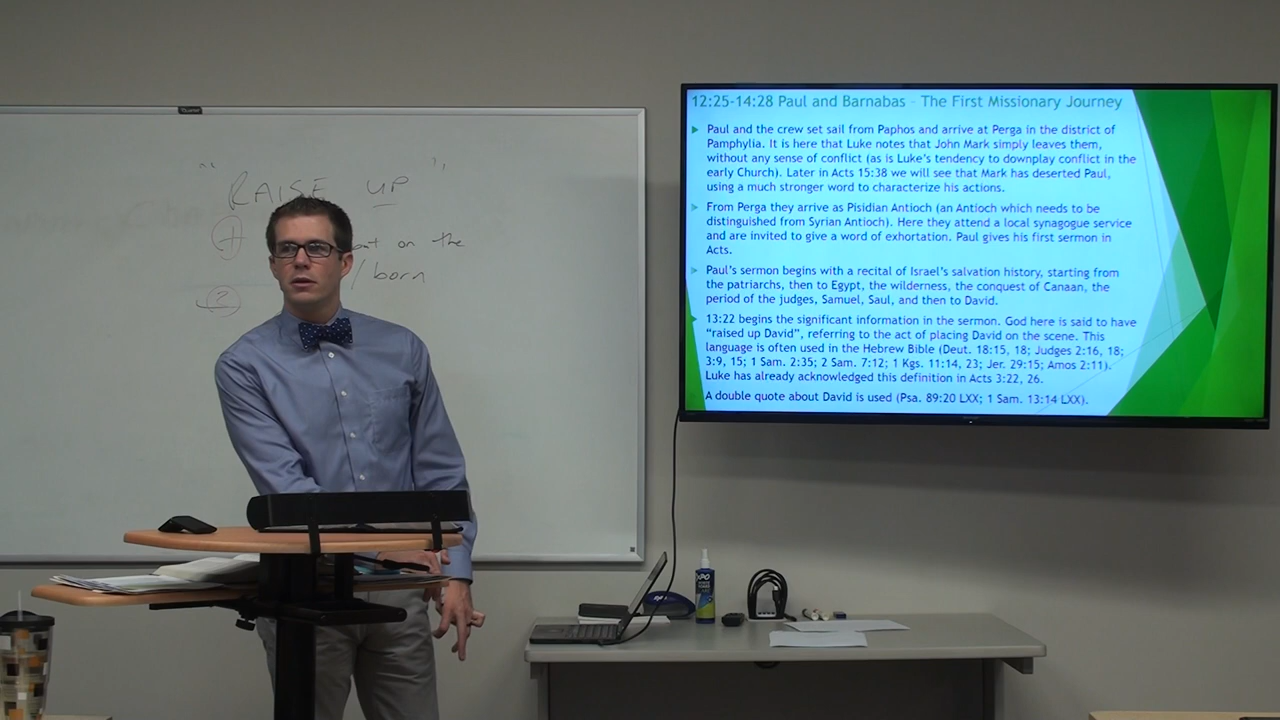 " RAISE UP "
1
on the
/ born
2
12:25-14:28 Paul and Barnabas – The First Missionary Journey
Paul and the crew set sail from Paphos and arrive at Perga in the district of
Pamphylia. It is here that Luke notes that John Mark simply leaves them,
without any sense of conflict (as is Luke's tendency to downplay conflict in the
early Church). Later in Acts 15:38 we will see that Mark has deserted Paul,
using a much stronger word to characterize his actions.
From Perga they arrive as Pisidian Antioch (an Antioch which needs to be
distinguished from Syrian Antioch). Here they attend a local synagogue service
and are invited to give a word of exhortation. Paul gives his first sermon in
Acts.
Paul's sermon begins with a recital of Israel's salvation history, starting from
the patriarchs, then to Egypt, the wilderness, the conquest of Canaan, the
period of the judges, Samuel, Saul, and then to David.
13:22 begins the significant information in the sermon. God here is said to have
"raised up David", referring to the act of placing David on the scene. This
language is often used in the Hebrew Bible (Deut. 18:15, 18; Judges 2:16, 18;
3:9, 15; 1 Sam. 2:35; 2 Sam. 7:12; 1 Kgs. 11:14, 23; Jer. 29:15; Amos 2:11).
Luke has already acknowledged this definition in Acts 3:22, 26.
A double quote about David is used (Psa. 89:20 LXX; 1 Sam. 13:14 LXX).
EXPO